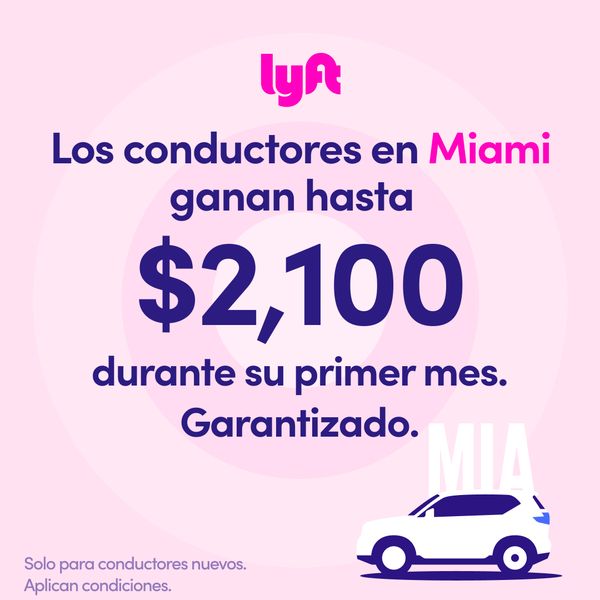 lyft
Los conductores en Miami
ganan hasta
$2,100
durante su primer mes.
Garantizado.
MIA
Solo para conductores nuevos.
Aplican condiciones.